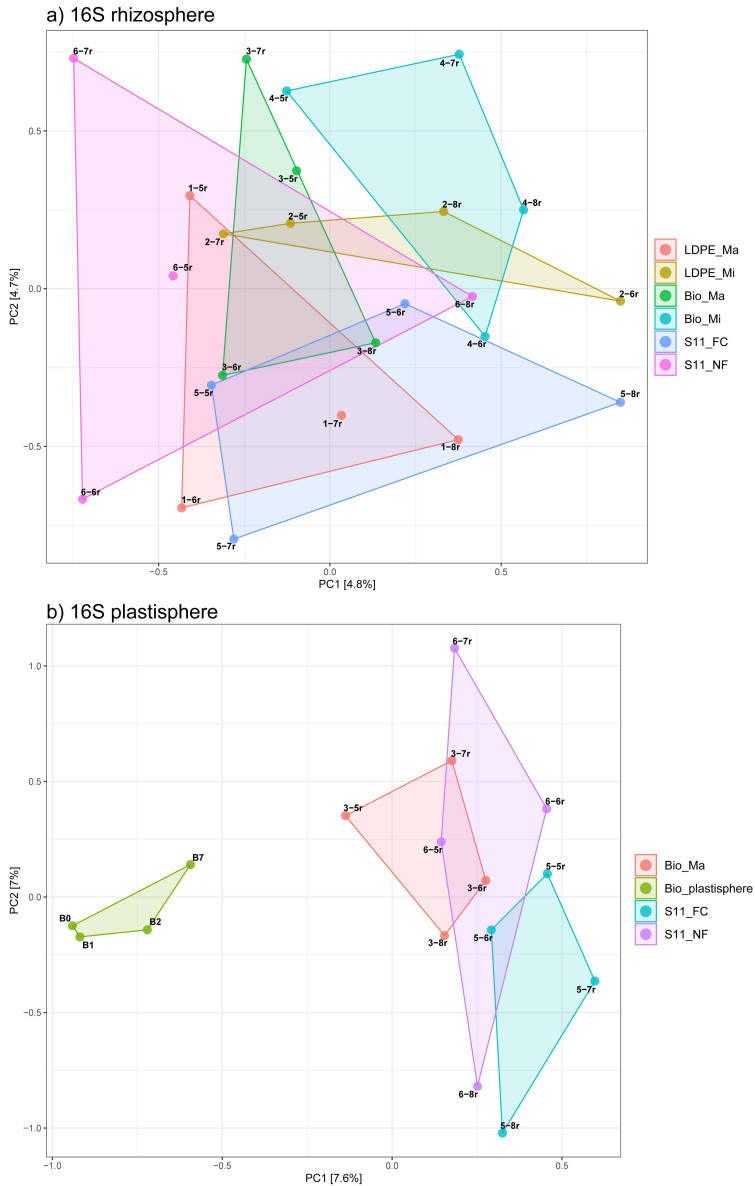 a) 16S rhizosphere
6−7r
3−7r
4−7r
4−5r
3−5r
1−5r
2−8r
4−8r
2−5r
2−7r
6−5r
6−8r
2−6r
5−6r
4−6r
3−8r
3−6r
5−5r
5−8r
1−7r
1−8r
6−6r
1−6r
5−7r
0.5
0.0
−0.5
PC2 [4.7%]
−0.5
0.0
0.5
PC1 [4.8%]
LDPE_Ma
LDPE_Mi
Bio_Ma
Bio_Mi
S11_FC
S11_NF
b) 16S plastisphere
6−7r
3−7r
3−5r
6−6r
6−5r
B7
5−5r
3−6r
B0
B2
B1
5−6r
3−8r
5−7r
6−8r
5−8r
1.0
0.5
0.0
−0.5
−1.0
PC2 [7%]
−1.0
−0.5
0.0
0.5
PC1 [7.6%]
Bio_Ma
Bio_plastisphere
S11_FC
S11_NF